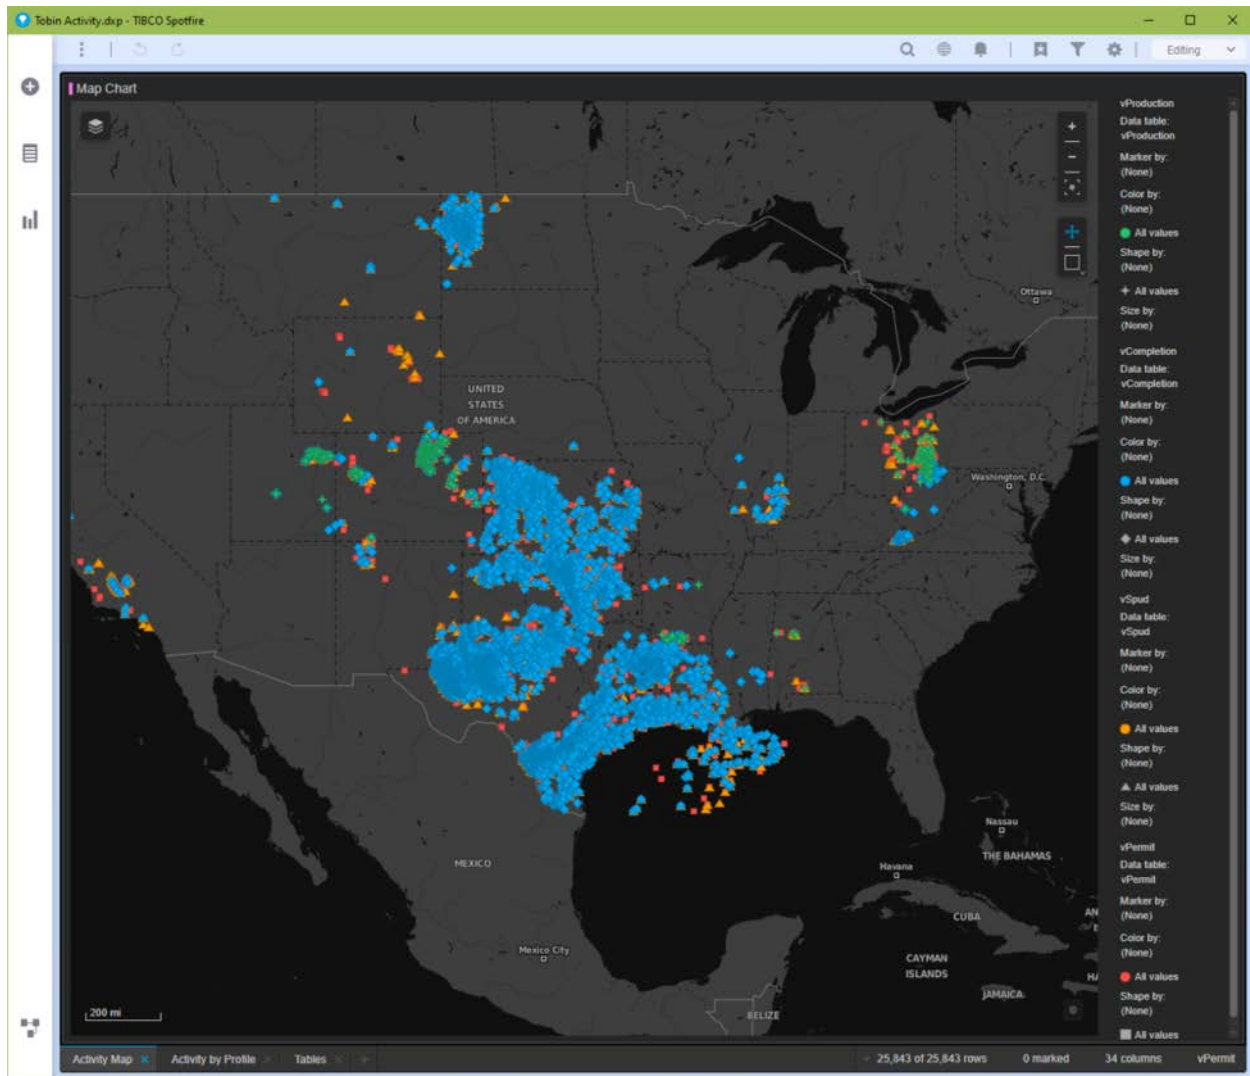 Tobin Activity.dxp - TIBCO Spotfire
Editing
Map Chart
Ottawa
UNITED
STATES
OF AMERICA
Washington, D.C.
MEXICO
Nassau
THE BAHAMAS
Havana
CUBA
Mexico City
CAYMAN
ISLANDS
JAMAICA
BELIZE
200 mi
vProduction
Data table:
vProduction
Marker by:
(None)
Color by:
(None)
All values
Shape by:
(None)
All values
Size by:
(None)
vCompletion
Data table:
vCompletion
Marker by:
(None)
Color by:
(None)
All values
Shape by:
(None)
All values
Size by:
(None)
vSpud
Data table:
vSpud
Marker by:
(None)
Color by:
(None)
All values
Shape by:
(None)
All values
Size by:
(None)
vPermit
Data table:
vPermit
Marker by:
(None)
Color by:
(None)
All values
Shape by:
(None)
All values
Activity Map Activity by Profile Tables 25,843 of 25,843 rows 0 marked 34 columns vPermit